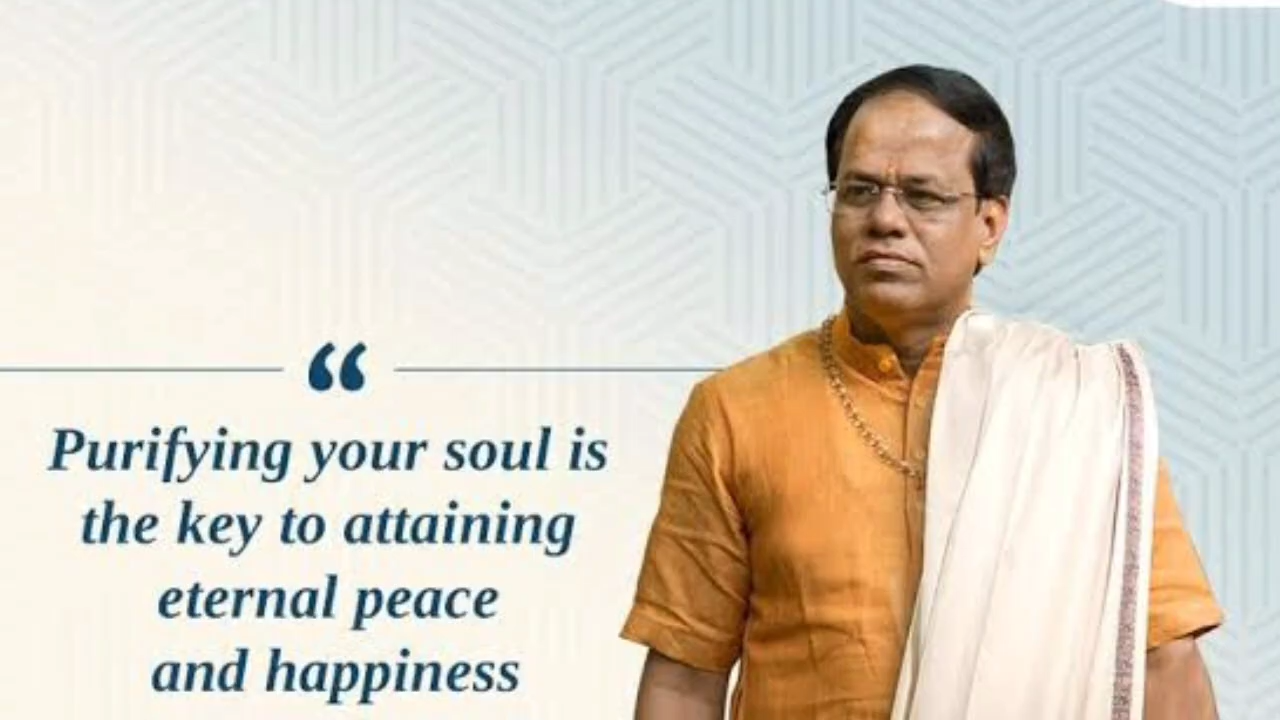 “
Purifying your soul is
the key to attaining
eternal peace
and happiness